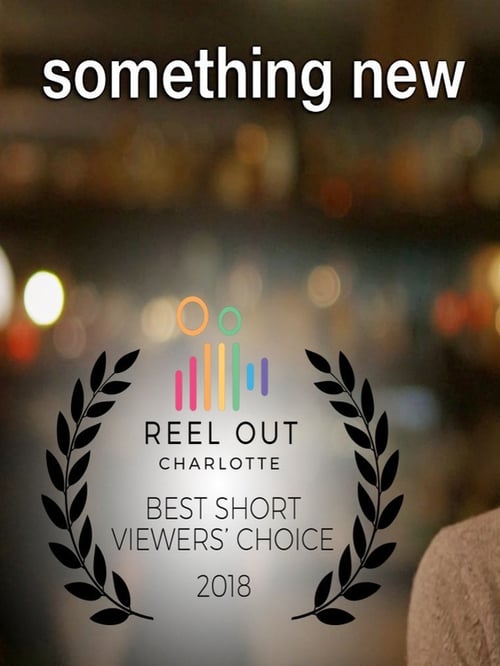 something new
REEL OUT
CHARLOTTE
BEST SHORT
VIEWERS' CHOICE
2018